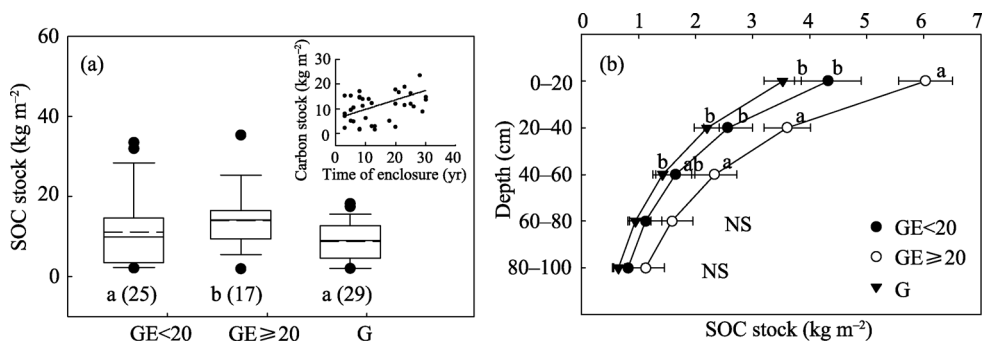 (a)
SOC stock (kg m⁻²)
60
40
20
0
a (25)
b (17)
a (29)
GE<20
GE⩾20
G
Carbon stock (kg m⁻²)
30
20
10
0
0 10 20 30 40
Time of enclosure (yr)
(b)
0 1 2 3 4 5 6 7
Depth (cm)
0–20
20–40
40–60
60–80
80–100
b b a
b b a
b ab a
NS
NS
GE<20
GE⩾20
G
SOC stock (kg m⁻²)